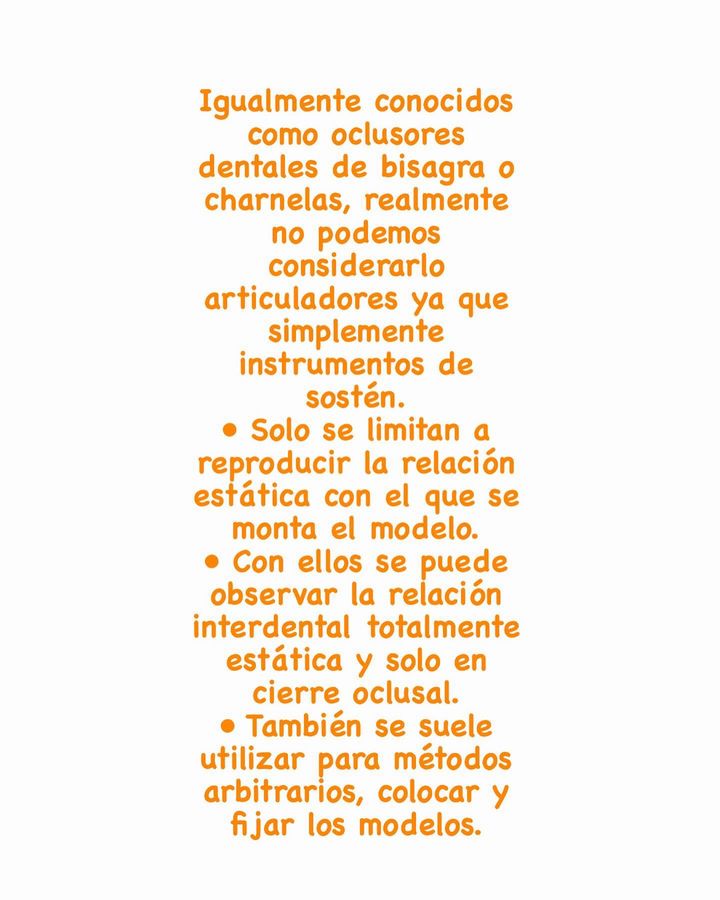 Igualmente conocidos
como oclusores
dentales de bisagra o
charnelas, realmente
no podemos
considerarlo
articuladores ya que
simplemente
instrumentos de
sostén.
• Solo se limitan a
reproducir la relación
estática con el que se
monta el modelo.
• Con ellos se puede
observar la relación
interdental totalmente
estática y solo en
cierre oclusal.
• También se suele
utilizar para métodos
arbitrarios, colocar y
fijar los modelos.